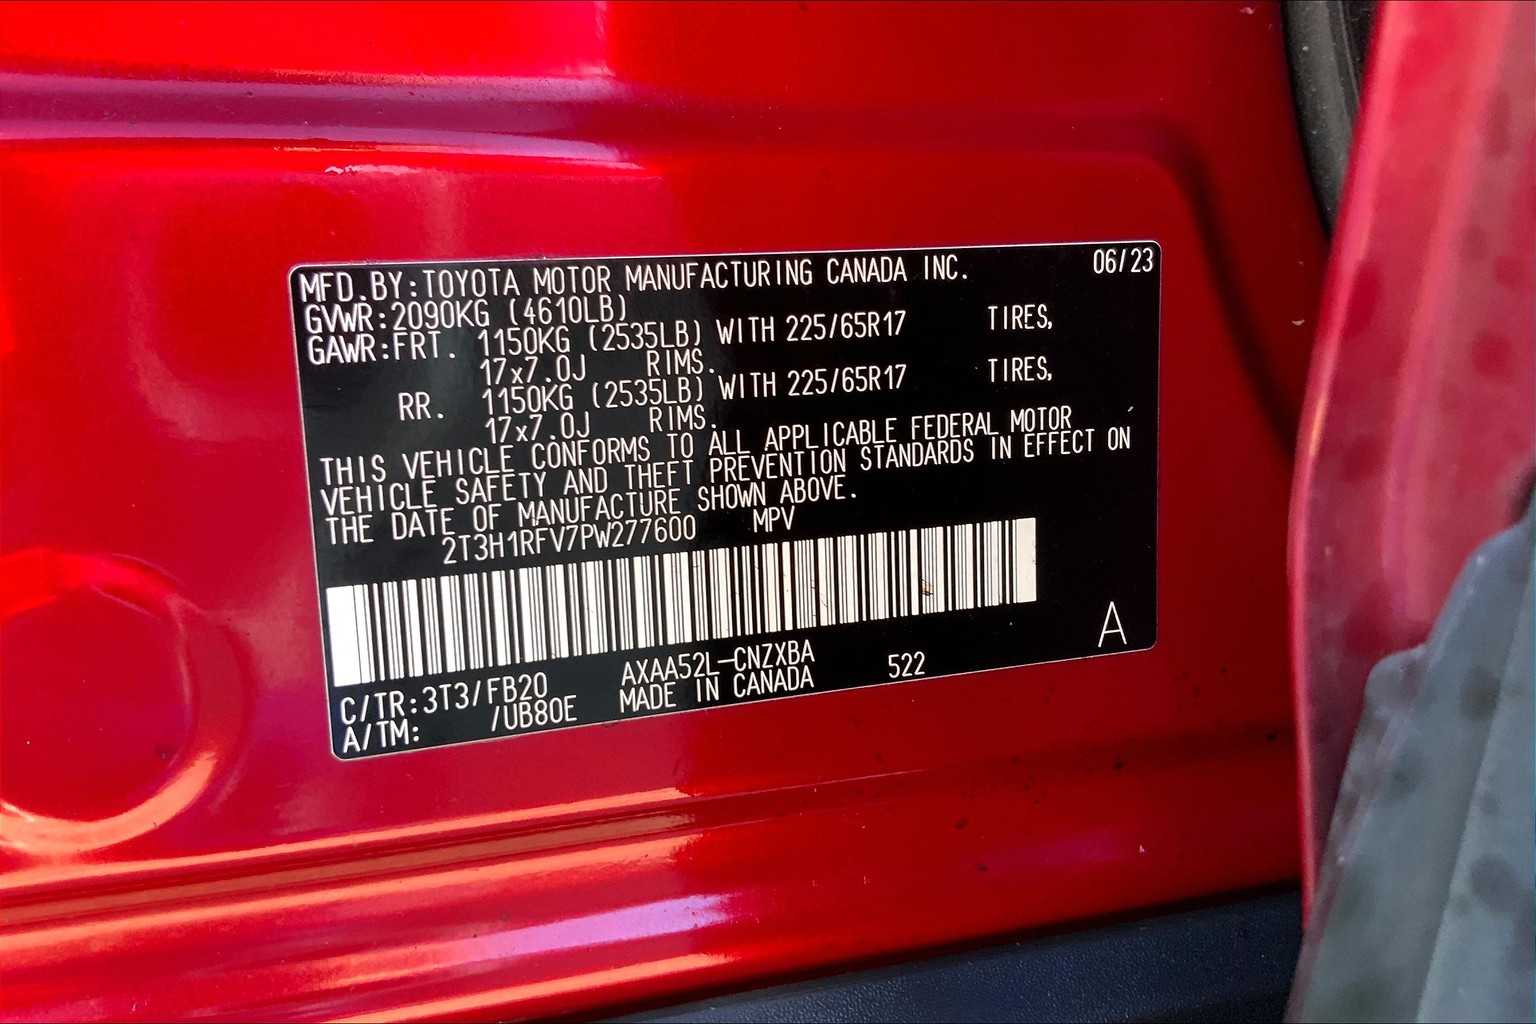 MFD.BY:TOYOTA MOTOR MANUFACTURING CANADA INC. 06/23
GVWR:2090KG (4610LB)
GAWR:FRT. 1150KG (2535LB) WITH 225/65R17 TIRES,
17x7.0J RIMS.
RR. 1150KG (2535LB) WITH 225/65R17 TIRES,
17x7.0J RIMS.
THIS VEHICLE CONFORMS TO ALL APPLICABLE FEDERAL MOTOR
VEHICLE SAFETY AND THEFT PREVENTION STANDARDS IN EFFECT ON
THE DATE OF MANUFACTURE SHOWN ABOVE.
2T3H1RFV7PW277600 MPV
A
C/TR:3T3/FB20 AXAA52L-CNZXBA 522
A/TM: /UB80E MADE IN CANADA